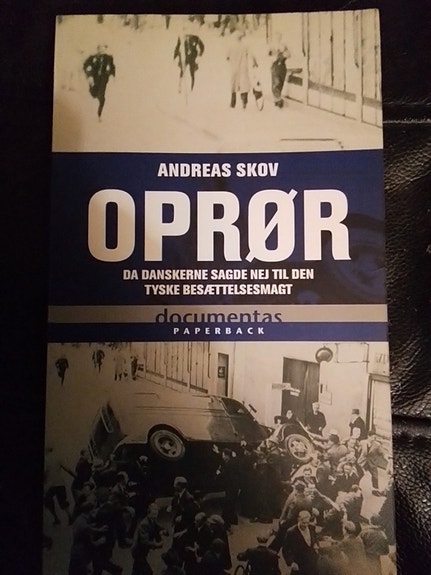 ANDREAS SKOV
OPRØR
DA DANSKERNE SAGDE NEJ TIL DEN
TYSKE BESÆTTELSESMAGT
documentas
PAPERBACK